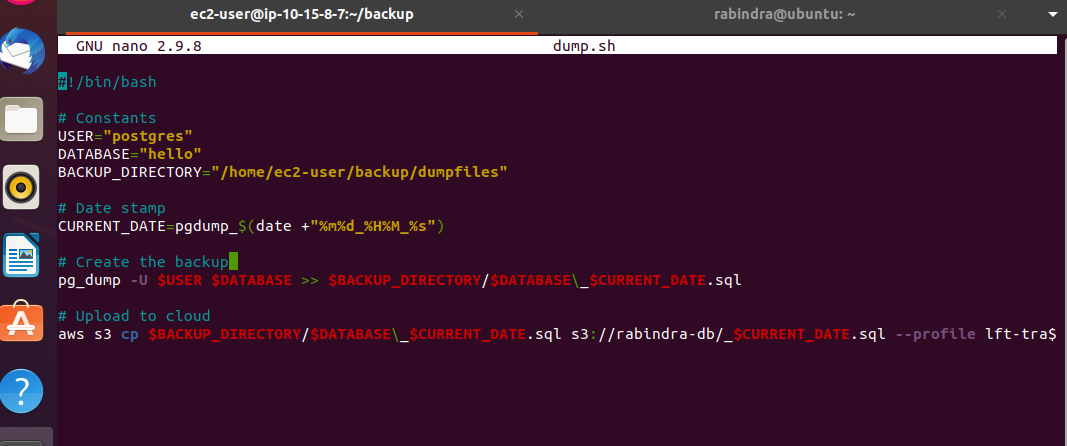 ec2-user@ip-10-15-8-7:~/backup × rabindra@ubuntu: ~ ×
GNU nano 2.9.8 dump.sh
#!/bin/bash
# Constants
USER="postgres"
DATABASE="hello"
BACKUP_DIRECTORY="/home/ec2-user/backup/dumpfiles"
# Date stamp
CURRENT_DATE=pgdump_$(date +"%m%d_%H%M_%s")
# Create the backup
pg_dump -U $USER $DATABASE >> $BACKUP_DIRECTORY/$DATABASE\_$CURRENT_DATE.sql
# Upload to cloud
aws s3 cp $BACKUP_DIRECTORY/$DATABASE\_$CURRENT_DATE.sql s3://rabindra-db/_$CURRENT_DATE.sql --profile lft-tra$